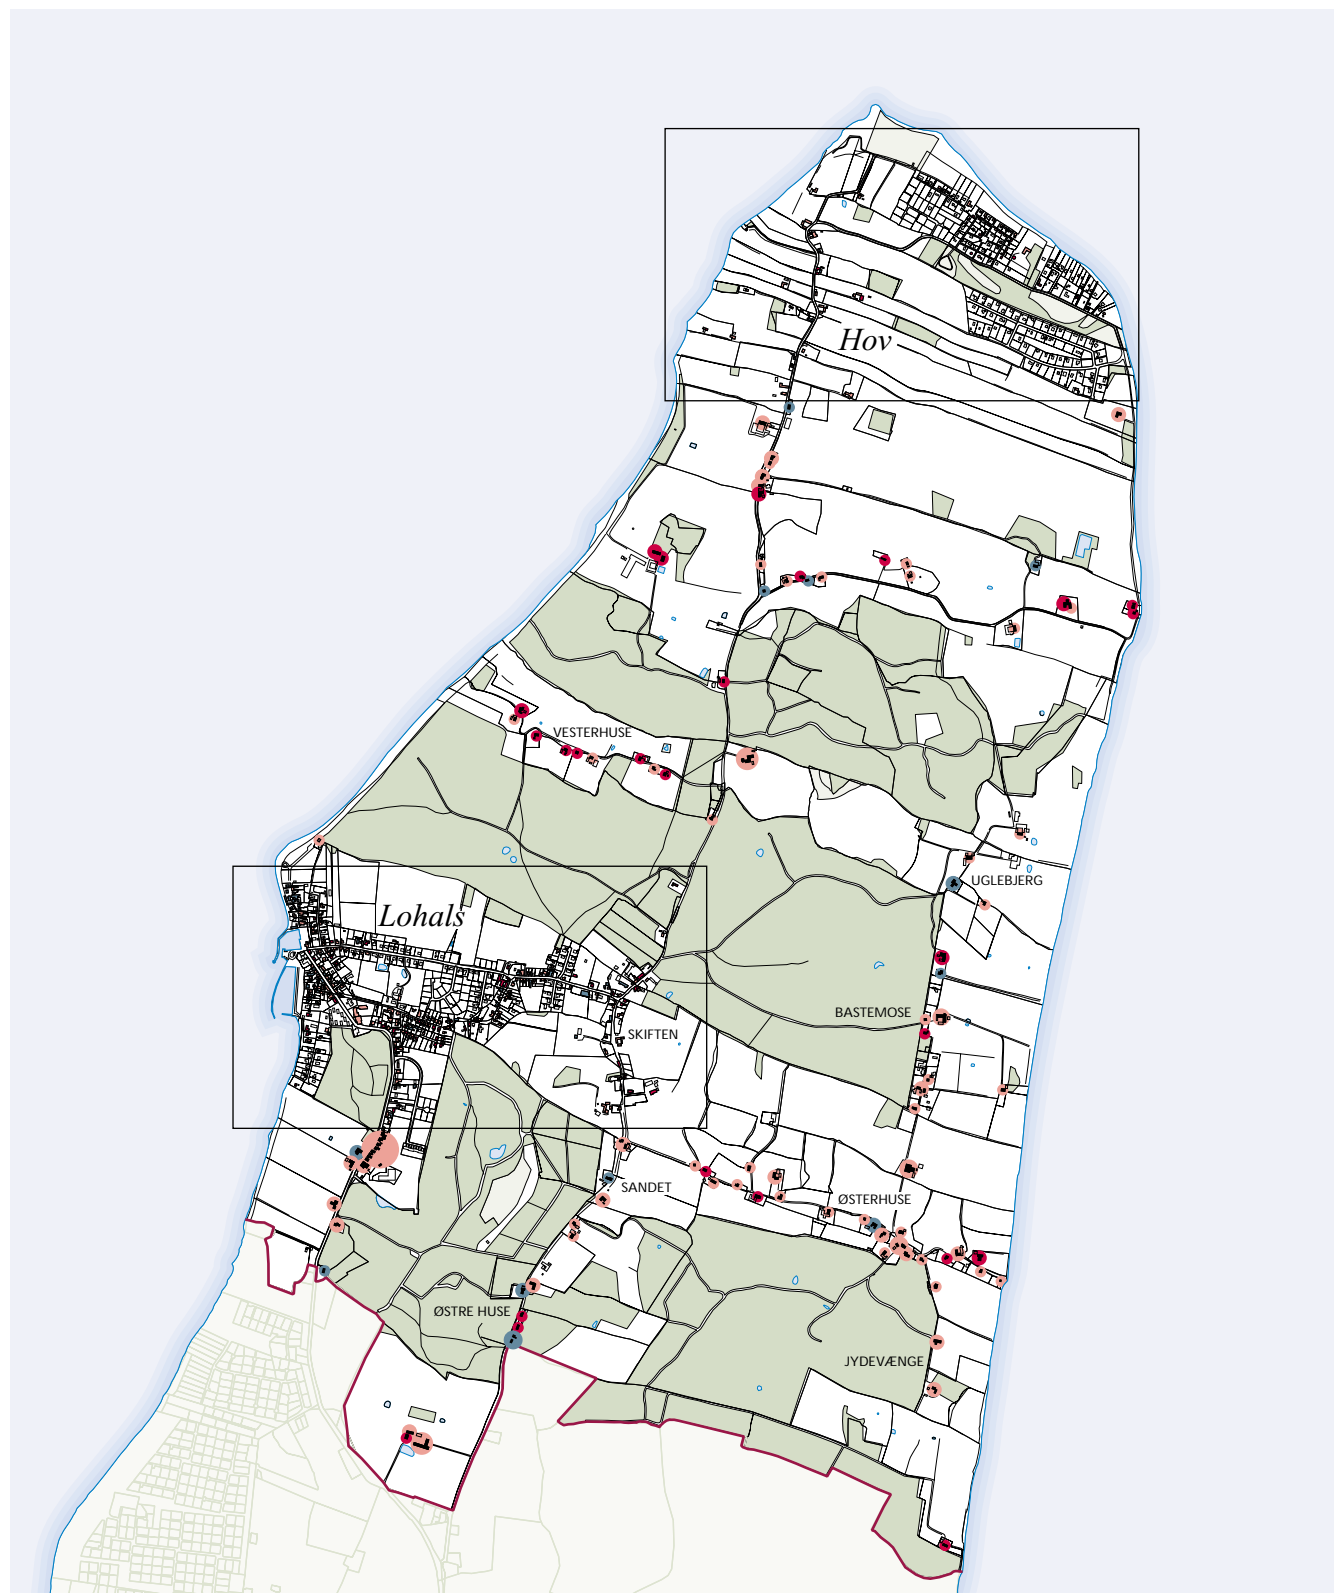 Hov
VESTERHUSE
UGLEBJERG
Lohals
BASTEMOSE
SKIFTEN
SANDET
ØSTERHUSE
ØSTRE HUSE
JYDEVÆNGE